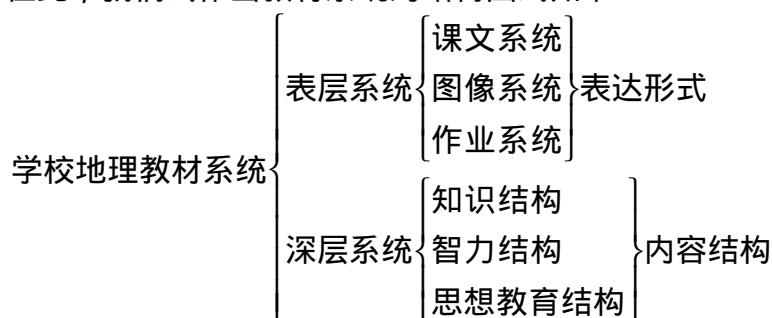 课文系统
表层系统 图像系统 表达形式
作业系统
学校地理教材系统
知识结构
深层系统 智力结构 内容结构
思想教育结构